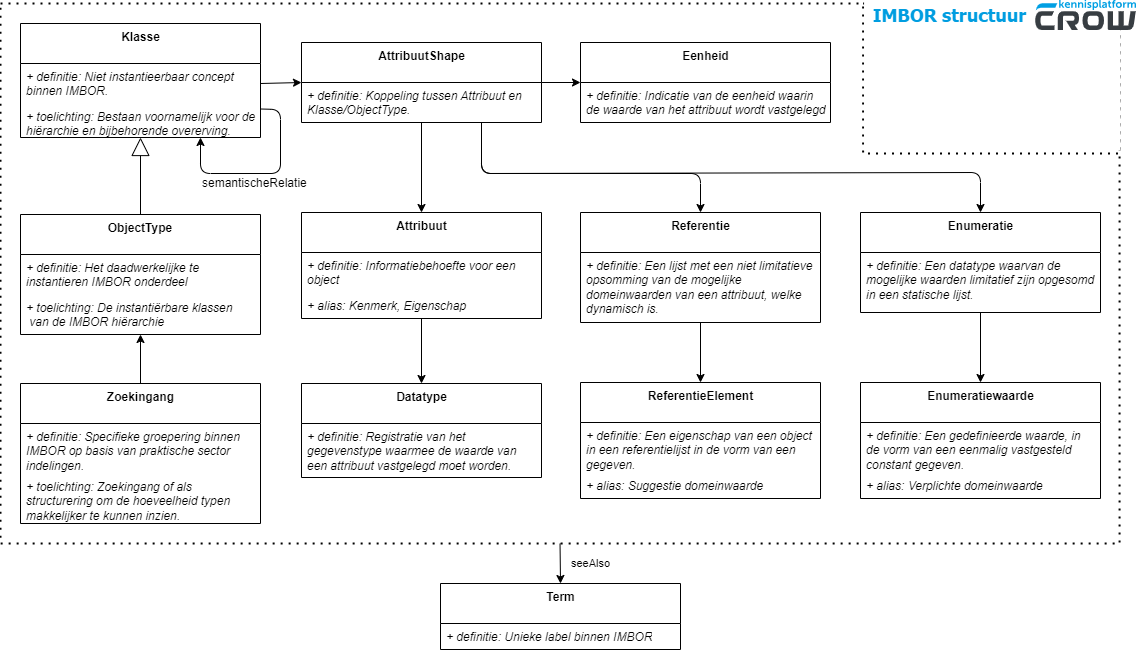 IMBOR structuur
kennisplatform
CROW
Klasse
+ definitie: Niet instantieerbaar concept
binnen IMBOR.
+ toelichting: Bestaan voornamelijk voor de
hiërarchie en bijbehorende overerving.
semantischeRelatie
AttribuutShape
+ definitie: Koppeling tussen Attribuut en
Klasse/ObjectType.
Eenheid
+ definitie: Indicatie van de eenheid waarin
de waarde van het attribuut wordt vastgelegd
ObjectType
+ definitie: Het daadwerkelijke te
instantieren IMBOR onderdeel
+ toelichting: De instantiërbare klassen
van de IMBOR hiërarchie
Attribuut
+ definitie: Informatiebehoefte voor een
object
+ alias: Kenmerk, Eigenschap
Referentie
+ definitie: Een lijst met een niet limitatieve
opsomming van de mogelijke
domeinwaarden van een attribuut, welke
dynamisch is.
Enumeratie
+ definitie: Een datatype waarvan de
mogelijke waarden limitatief zijn opgesomd
in een statische lijst.
Zoekingang
+ definitie: Specifieke groepering binnen
IMBOR op basis van praktische sector
indelingen.
+ toelichting: Zoekingang of als
structurering om de hoeveelheid typen
makkelijker te kunnen inzien.
Datatype
+ definitie: Registratie van het
gegevenstype waarmee de waarde van
een attribuut vastgelegd moet worden.
ReferentieElement
+ definitie: Een eigenschap van een object
in een referentielijst in de vorm van een
gegeven.
+ alias: Suggestie domeinwaarde
Enumeratiewaarde
+ definitie: Een gedefinieerde waarde, in
de vorm van een eenmalig vastgesteld
constant gegeven.
+ alias: Verplichte domeinwaarde
seeAlso
Term
+ definitie: Unieke label binnen IMBOR